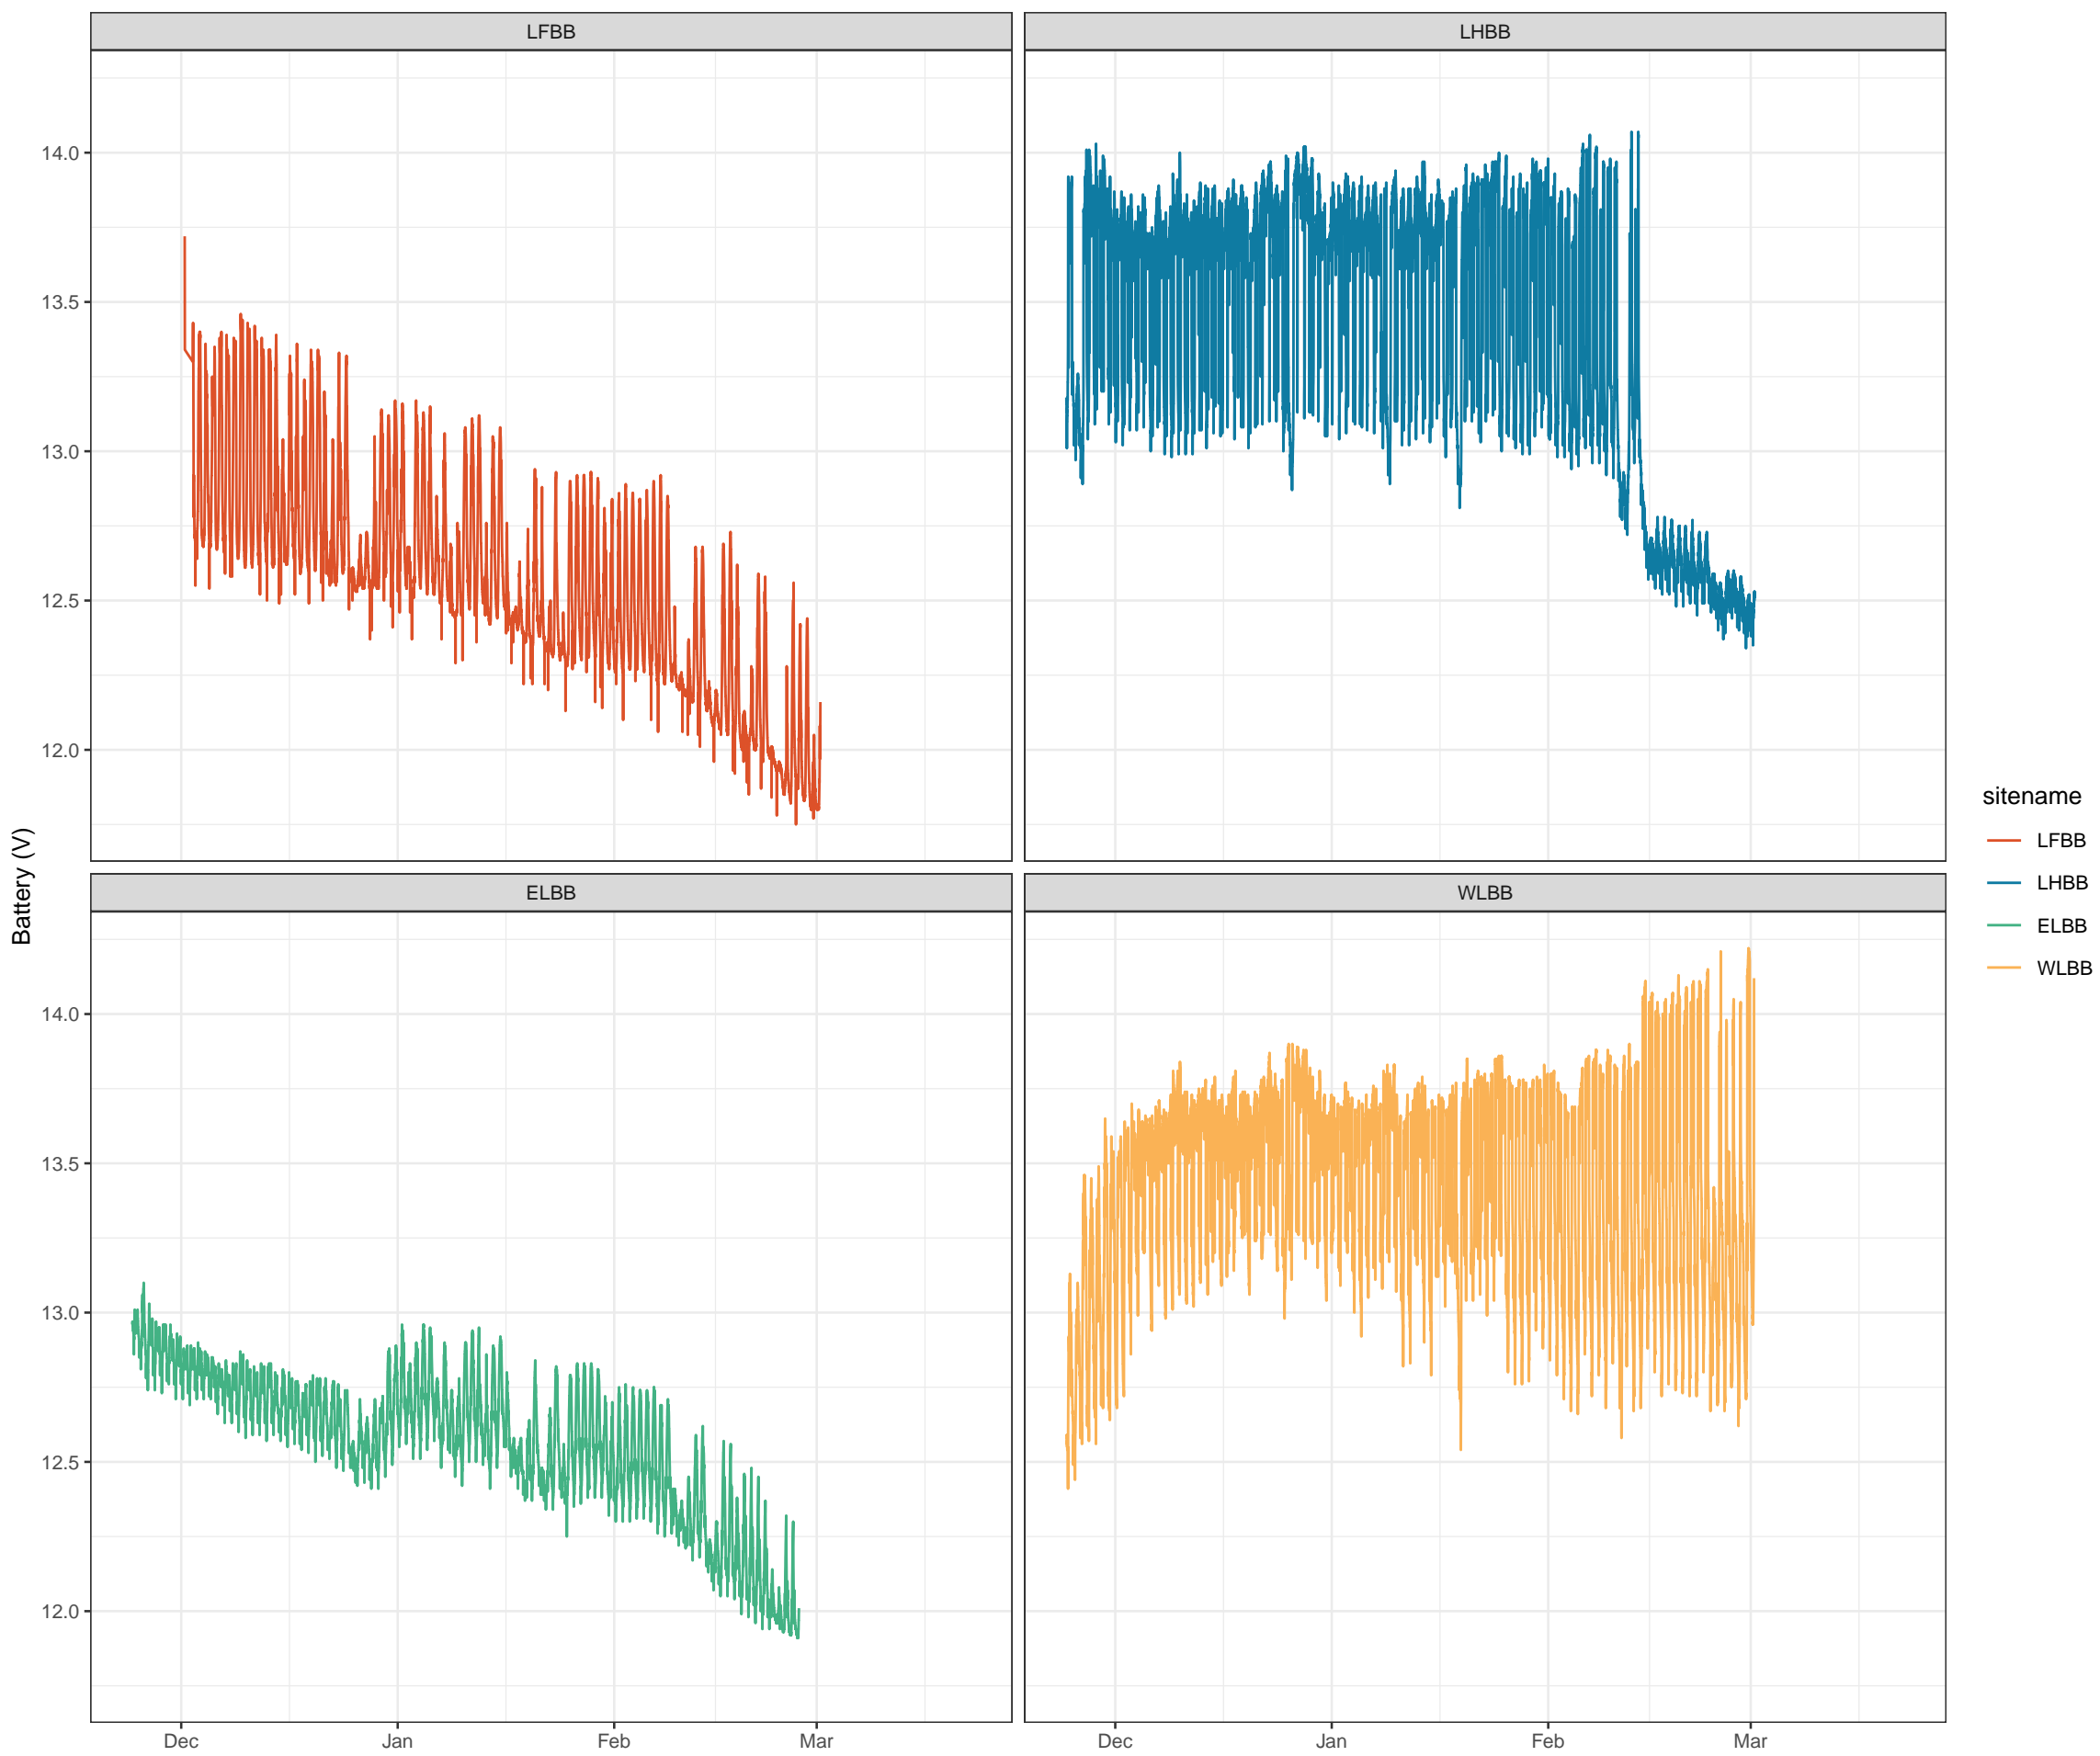 LFBB
LHBB
14.0
13.5
13.0
12.5
12.0
ELBB
WLBB
14.0
13.5
13.0
12.5
12.0
Dec
Jan
Feb
Mar
Dec
Jan
Feb
Mar
Battery (V)
sitename
LFBB
LHBB
ELBB
WLBB